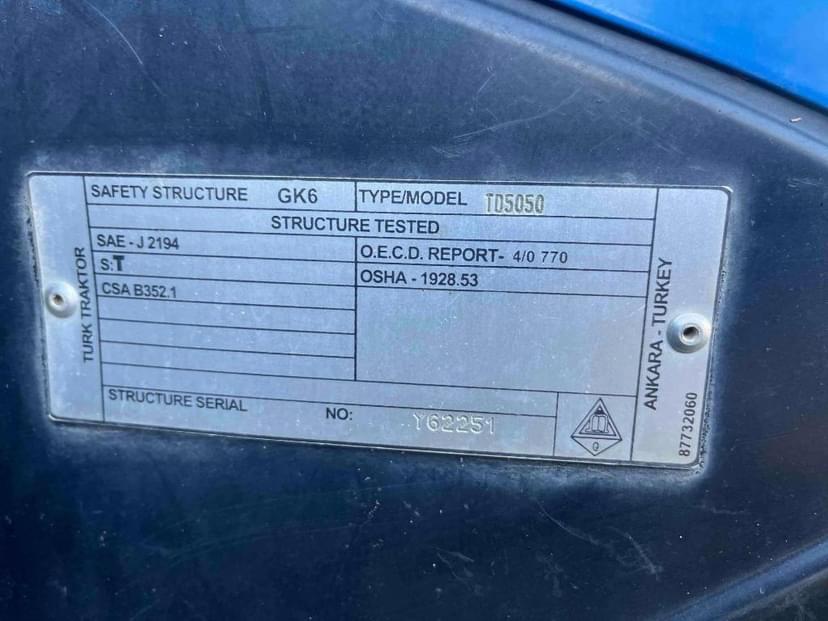 TURK TRAKTOR
SAFETY STRUCTURE GK6
TYPE/MODEL TD5050
STRUCTURE TESTED
SAE - J 2194
O.E.C.D. REPORT- 4/0 770
S:T
OSHA - 1928.53
CSA B352.1
STRUCTURE SERIAL NO: Y62251
ANKARA - TURKEY
87732060